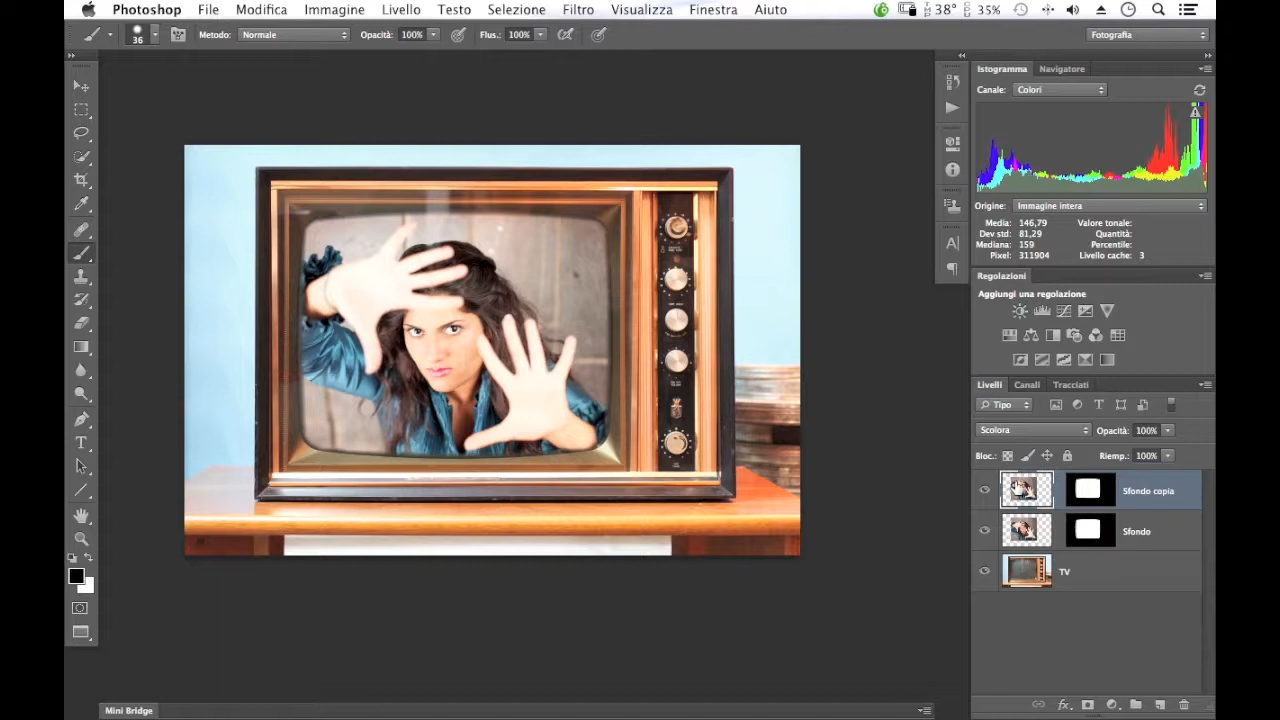 Photoshop File Modifica Immagine Livello Testo Selezione Filtro Visualizza Finestra Aiuto 38° 35%
36 Metodo: Normale Opacità: 100% Flus.: 100% Fotografia
Istogramma Navigatore
Canale: Colori
Origine: Immagine intera
Media: 146,79 Valore tonale:
Dev std: 81,29 Quantità:
Mediana: 159 Percentile:
Pixel: 311904 Livello cache: 3
Regolazioni
Aggiungi una regolazione
Livelli Canali Tracciati
Tipo
Scolora Opacità: 100%
Bloc.: Riemp.: 100%
Sfondo copia
Sfondo
TV
Mini Bridge